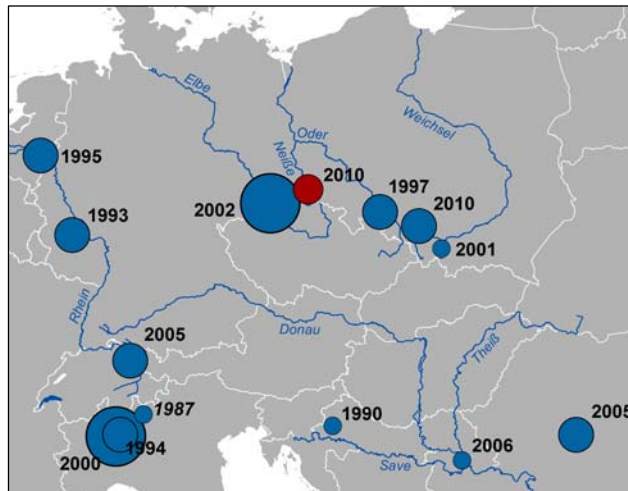 Elbe
Oder
Weichsel
Neiße
1995
2010
1997
2002
2010
1993
2001
Rhein
Donau
Theiß
2005
1987
1990
2005
1994
2000
2006
Save